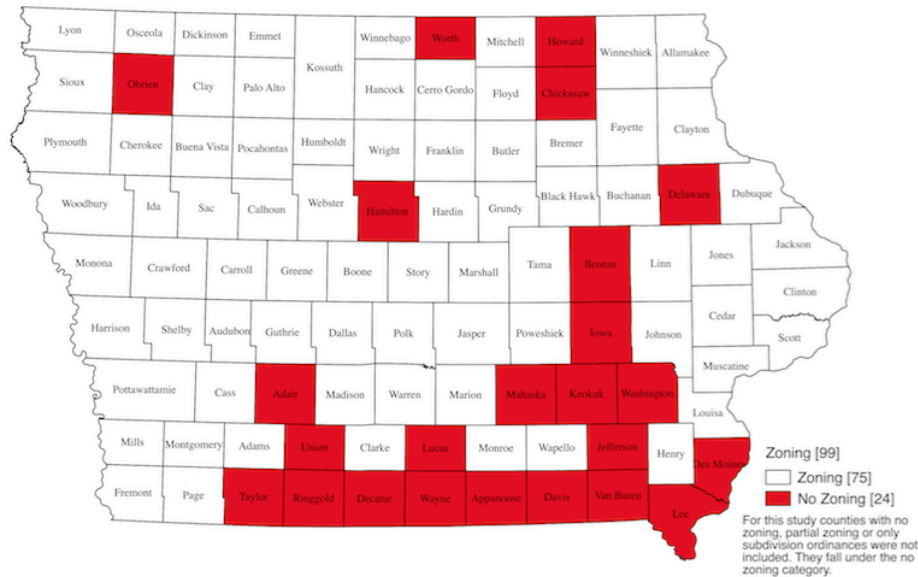 Lyon Osceola Dickinson Emmet Winnebago Worth Mitchell Howard Winneshiek Allamakee
Kossuth
Sioux Obrien Clay Palo Alto Hancock Cerro Gordo Floyd Chickasaw
Fayette Clayton
Plymouth Cherokee Buena Vista Pocahontas Humboldt Wright Franklin Butler Bremer
Woodbury Ida Sac Calhoun Webster Hamilton Hardin Grundy Black Hawk Buchanan Delaware Dubuque
Monona Crawford Carroll Greene Boone Story Marshall Tama Benton Linn Jones Jackson
Clinton
Harrison Shelby Audubon Guthrie Dallas Polk Jasper Poweshiek Iowa Johnson Cedar Scott
Muscatine
Pottawattamie Cass Adair Madison Warren Marion Mahaska Keokuk Washington
Louisa
Mills Montgomery Adams Union Clarke Lucas Monroe Wapello Jefferson Henry Des Moines
Fremont Page Taylor Ringgold Decatur Wayne Appanoose Davis Van Buren Lee
Zoning [99]
Zoning [75]
No Zoning [24]
For this study counties with no
zoning, partial zoning or only
subdivision ordinances were not
included. They fall under the no
zoning category.